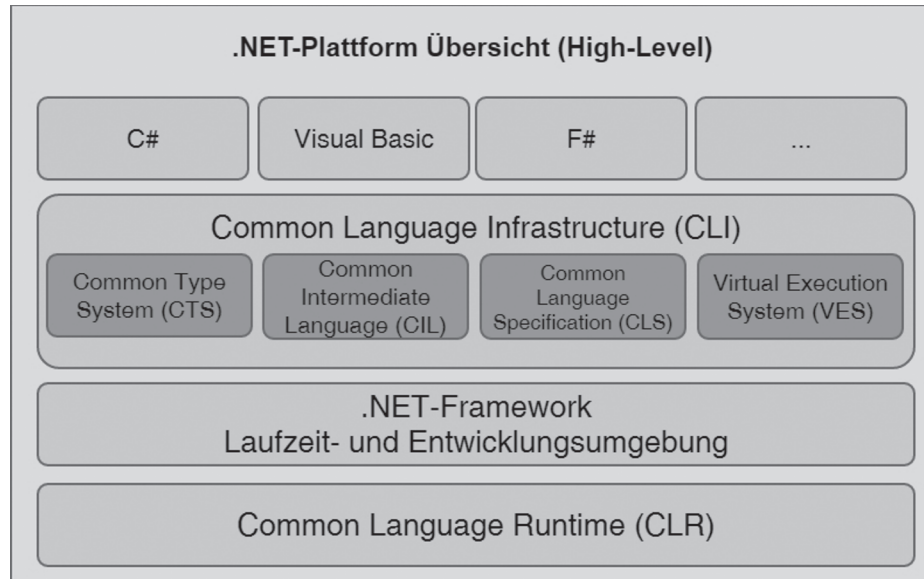 .NET-Plattform Übersicht (High-Level)
C#
Visual Basic
F#
...
Common Language Infrastructure (CLI)
Common Type
System (CTS)
Common
Intermediate
Language (CIL)
Common
Language
Specification (CLS)
Virtual Execution
System (VES)
.NET-Framework
Laufzeit- und Entwicklungsumgebung
Common Language Runtime (CLR)